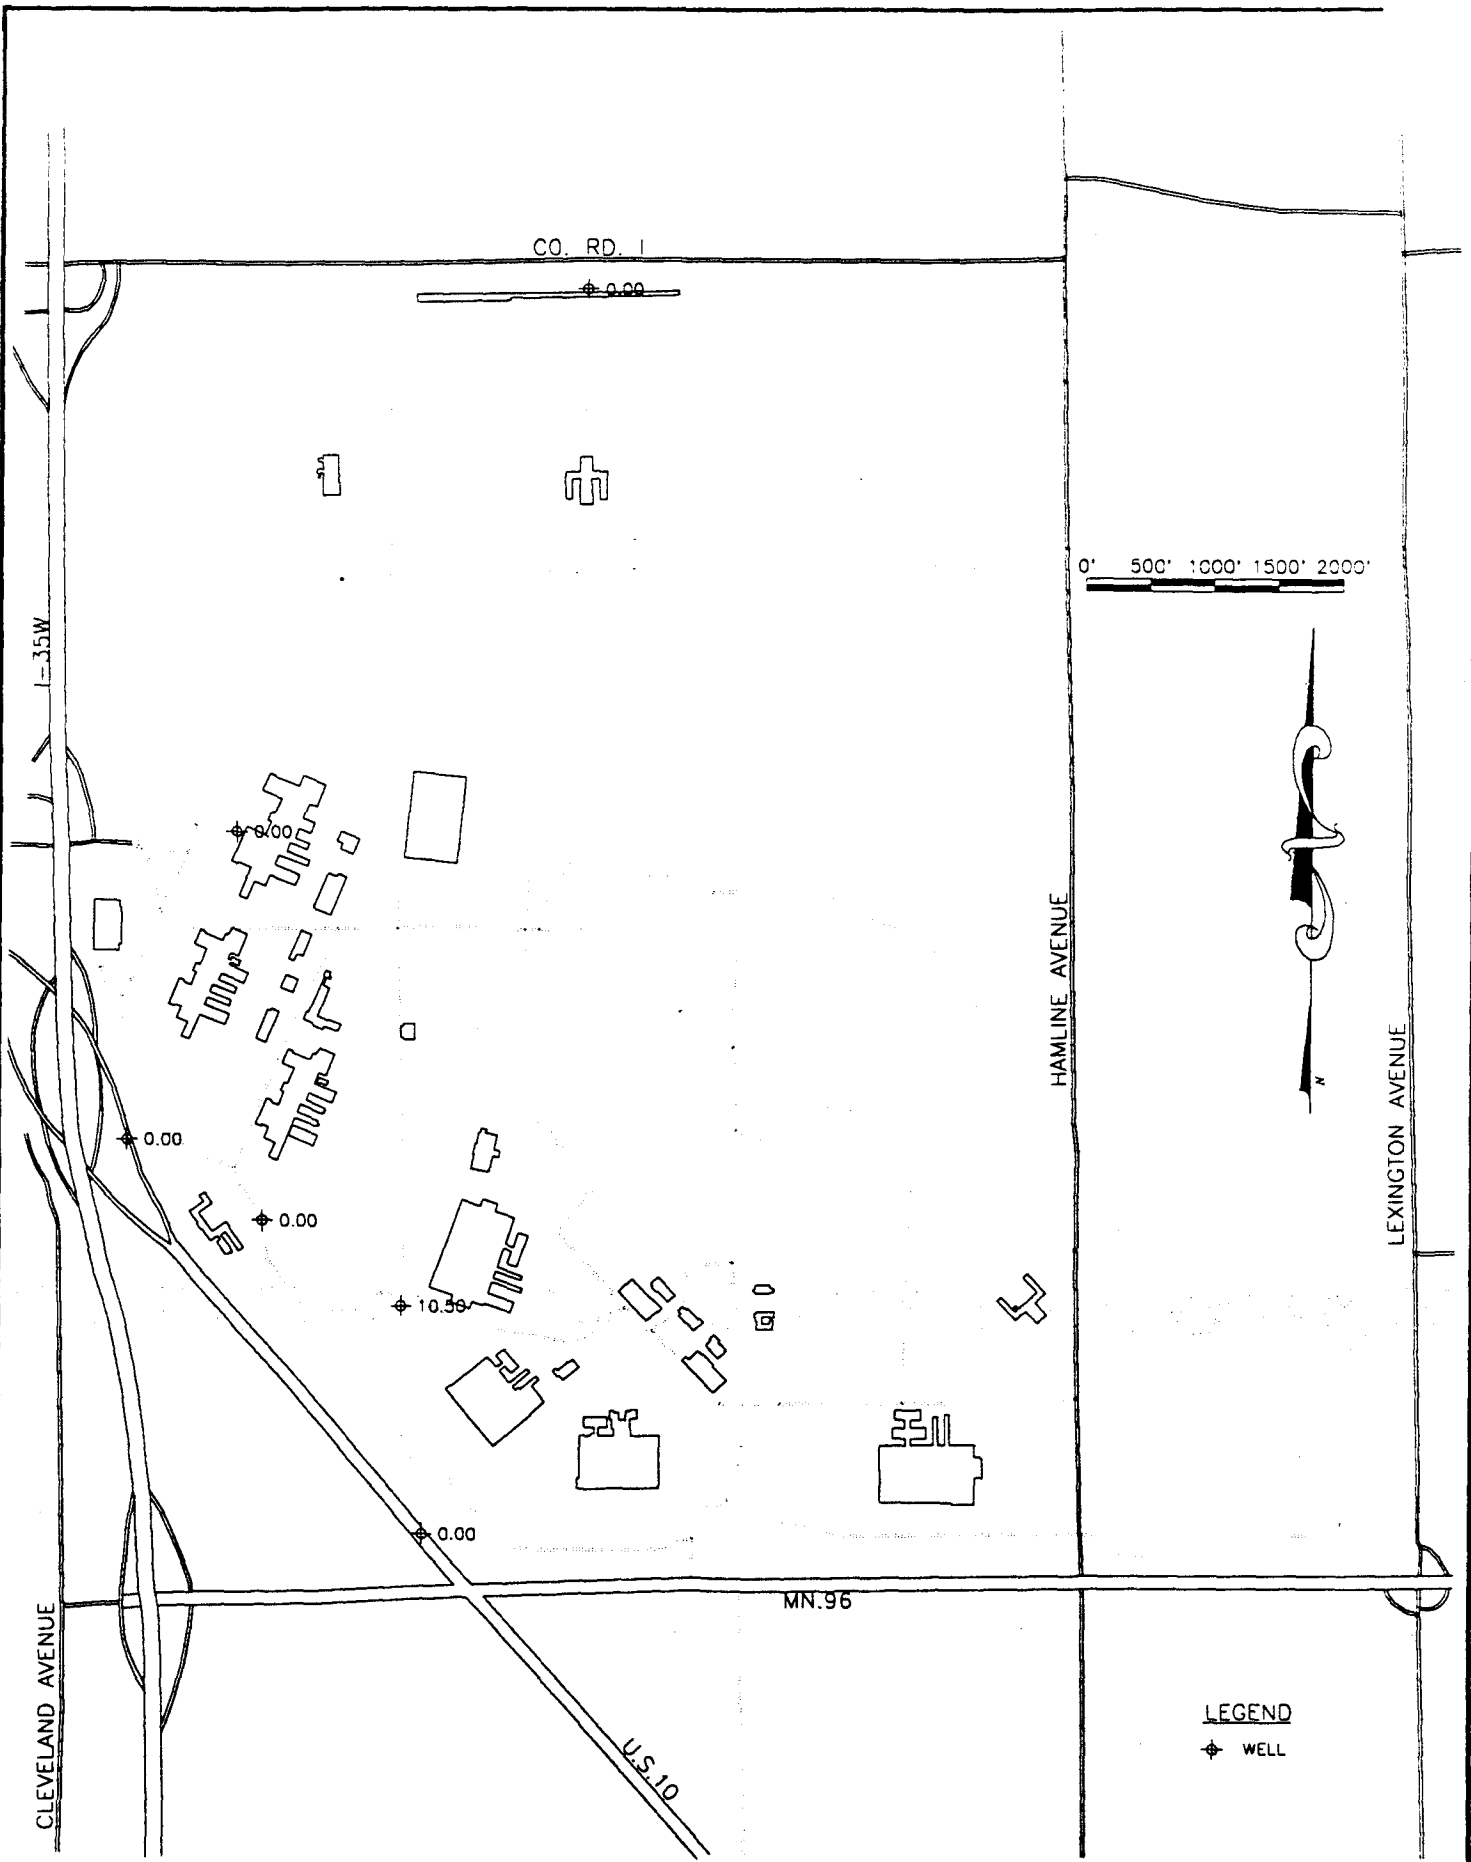 CO. RD. I
0.00
0' 500' 1000' 1500' 2000'
I-35W
0.00
HAMLINE AVENUE
N
LEXINGTON AVENUE
0.00
0.00
10.50
0.00
MN.96
CLEVELAND AVENUE
U.S.10
LEGEND
WELL